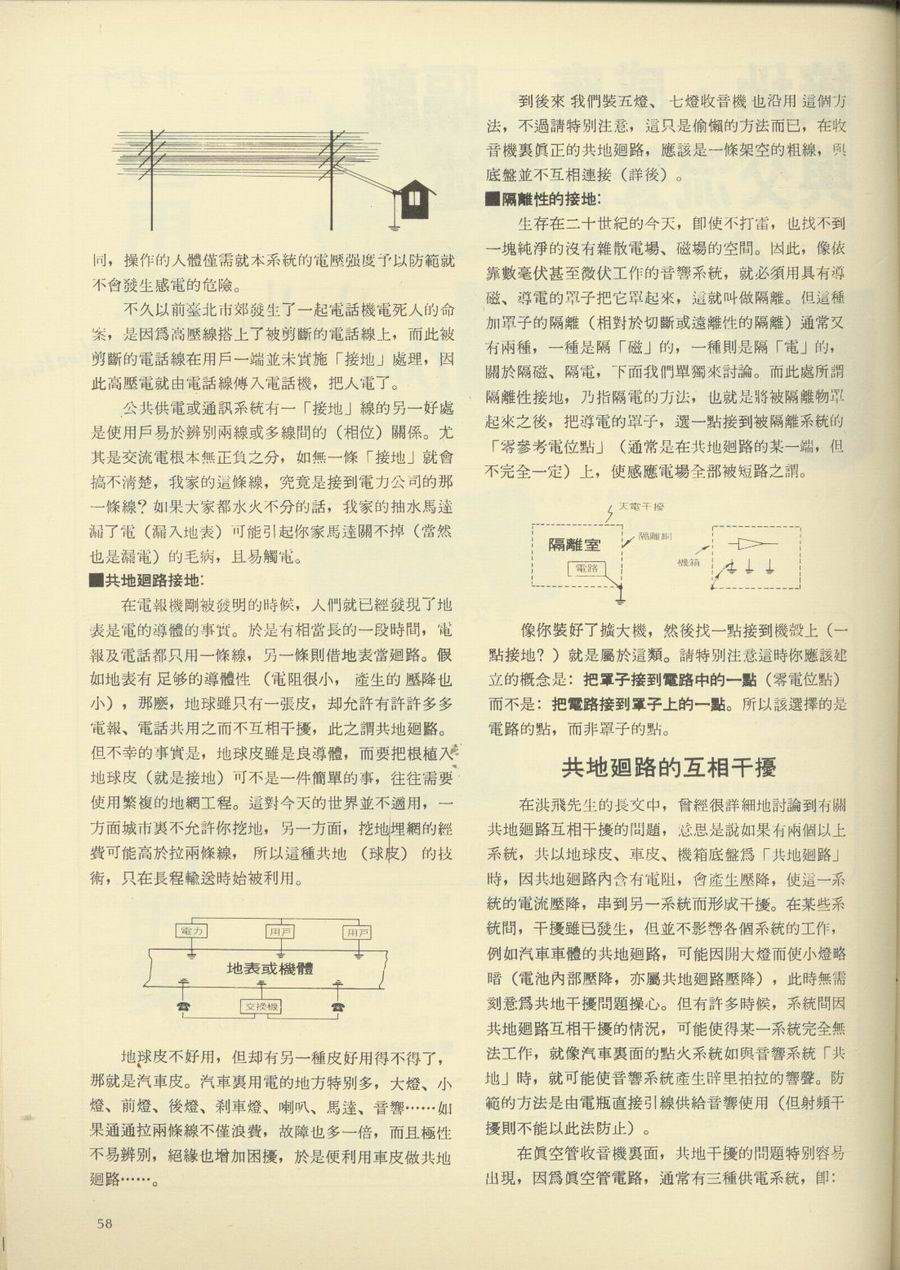 同，操作的人體僅需就本系統的電壓强度予以防範就
不會發生感電的危險。
不久以前臺北市郊發生了一起電話機電死人的命
案，是因爲高壓線搭上了被剪斷的電話線上，而此被
剪斷的電話線在用戶一端並未實施「接地」處理，因
此高壓電就由電話線傳入電話機，把人電了。
公共供電或通訊系統有一「接地」線的另一好處
是使用戶易於辨別兩線或多線間的（相位）關係。尤
其是交流電根本無正負之分，如無一條「接地」就會
搞不清楚，我家的這條線，究竟是接到電力公司的那
一條線？如果大家都水火不分的話，我家的抽水馬達
漏了電（漏入地表）可能引起你家馬達關不掉（當然
也是漏電）的毛病，且易觸電。
■共地廻路接地：
在電報機剛被發明的時候，人們就已經發現了地
表是電的導體的事實。於是有相當長的一段時間，電
報及電話都只用一條線，另一條則借地表當廻路。假
如地表有足够的導體性（電阻很小，產生的壓降也
小），那麼，地球雖只有一張皮，却允許有許許多多
電報、電話共用之而不互相干擾，此之謂共地廻路。
但不幸的事實是，地球皮雖是良導體，而要把根植入
地球皮（就是接地）可不是一件簡單的事，往往需要
使用繁複的地網工程。這對今天的世界並不適用，一
方面城市裏不允許你挖地，另一方面，挖地埋網的經
費可能高於拉兩條線，所以這種共地（球皮）的技
術，只在長程輸送時始被利用。
電力
用戶
用戶
地表或機體
交換機
地球皮不好用，但却有另一種皮好用得不得了，
那就是汽車皮。汽車裏用電的地方特別多，大燈、小
燈、前燈、後燈、刹車燈、喇叭、馬達、音響……如
果通通拉兩條線不僅浪費，故障也多一倍，而且極性
不易辨別，絕緣也增加困擾，於是便利用車皮做共地
廻路……。
58
到後來我們裝五燈、七燈收音機也沿用這個方
法，不過請特別注意，這只是偷懶的方法而已，在收
音機裏眞正的共地廻路，應該是一條架空的粗線，與
底盤並不互相連接（詳後）。
■隔離性的接地：
生存在二十世紀的今天，卽使不打雷，也找不到
一塊純淨的沒有雜散電場、磁場的空間。因此，像依
靠數毫伏甚至微伏工作的音響系統，就必須用具有導
磁、導電的罩子把它罩起來，這就叫做隔離。但這種
加罩子的隔離（相對於切斷或遠離性的隔離）通常又
有兩種，一種是隔「磁」的，一種則是隔「電」的，
關於隔磁、隔電，下面我們單獨來討論。而此處所謂
隔離性接地，乃指隔電的方法，也就是將被隔離物罩
起來之後，把導電的罩子，選一點接到被隔離系統的
「零參考電位點」（通常是在共地廻路的某一端，但
不完全一定）上，使感應電場全部被短路之謂。
天電干擾
隔離室
隔離網
電路
機箱
像你裝好了擴大機，然後找一點接到機殼上（一
點接地？）就是屬於這類。請特別注意這時你應該建
立的概念是：把罩子接到電路中的一點（零電位點）
而不是：把電路接到罩子上的一點。所以該選擇的是
電路的點，而非罩子的點。
共地廻路的互相干擾
在洪飛先生的長文中，曾經很詳細地討論到有關
共地廻路互相干擾的問題，意思是說如果有兩個以上
系統，共以地球皮、車皮、機箱底盤爲「共地廻路」
時，因共地廻路內含有電阻，會產生壓降，使這一系
統的電流壓降，串到另一系統而形成干擾。在某些系
統間，干擾雖已發生，但並不影響各個系統的工作，
例如汽車車體的共地廻路，可能因開大燈而使小燈略
暗（電池內部壓降，亦屬共地廻路壓降），此時無需
刻意爲共地干擾問題操心。但有許多時候，系統間因
共地廻路互相干擾的情況，可能使得某一系統完全無
法工作，就像汽車裏面的點火系統如與音響系統「共
地」時，就可能使音響系統產生噼里拍拉的響聲。防
範的方法是由電瓶直接引線供給音響使用（但射頻干
擾則不能以此法防止）。
在眞空管收音機裏面，共地干擾的問題特別容易
出現，因爲眞空管電路，通常有三種供電系統，卽：